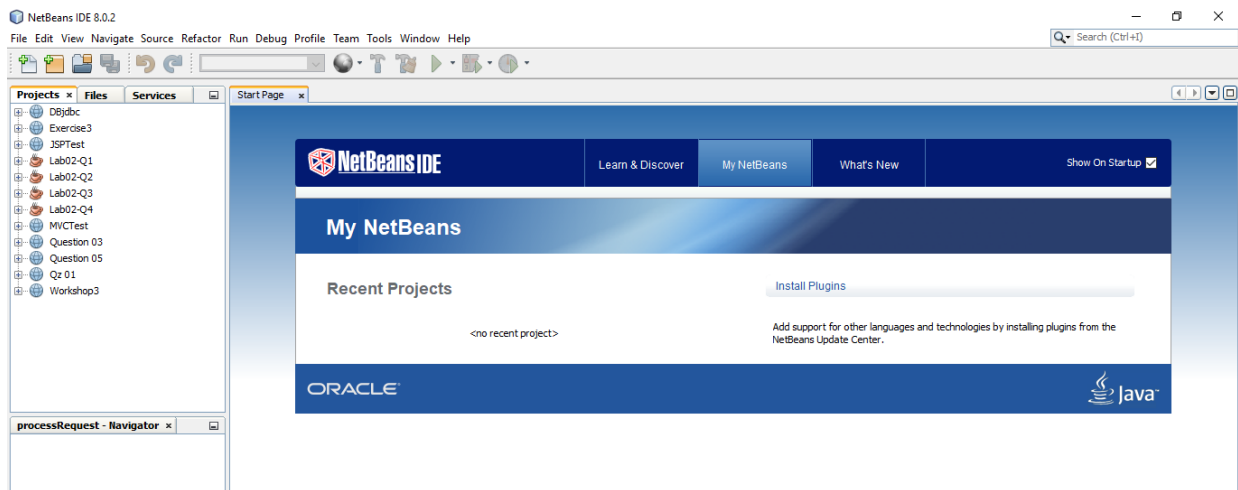 NetBeans IDE 8.0.2
File Edit View Navigate Source Refactor Run Debug Profile Team Tools Window Help
Search (Ctrl+I)
Projects Files Services
Start Page
DBjdbc
Exercise3
JSPTest
Lab02-Q1
Lab02-Q2
Lab02-Q3
Lab02-Q4
MVCTest
Question 03
Question 05
Qz 01
Workshop3
processRequest - Navigator
NetBeans IDE
Learn & Discover
My NetBeans
What's New
Show On Startup
My NetBeans
Recent Projects
<no recent project>
Install Plugins
Add support for other languages and technologies by installing plugins from the
NetBeans Update Center.
ORACLE
Java